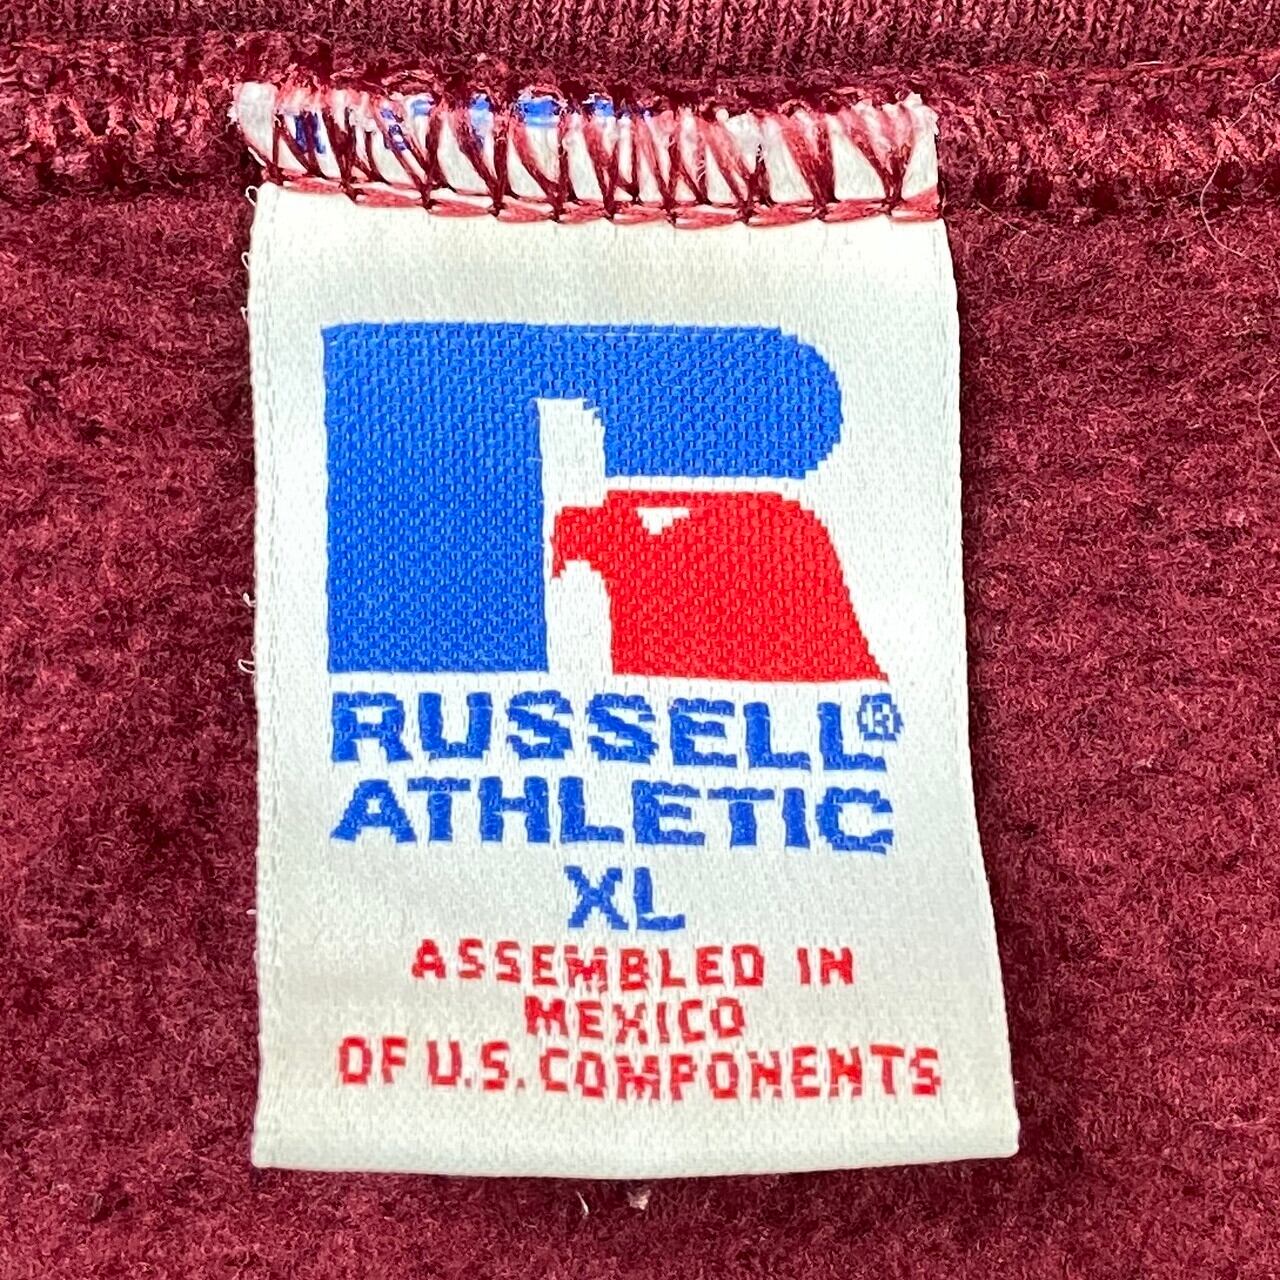 RUSSELL®
ATHLETIC
XL
ASSEMBLED IN
MEXICO
OF U.S. COMPONENTS